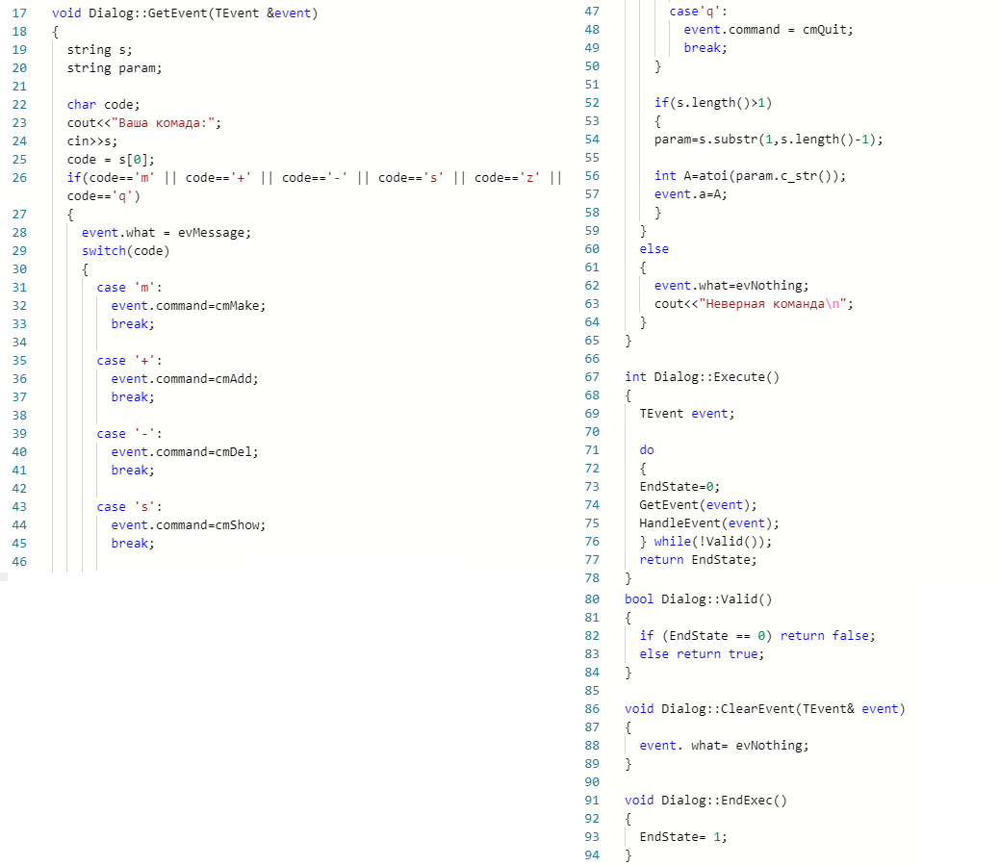 17 void Dialog::GetEvent(TEvent &event)
18 {
19 string s;
20 string param;
21
22 char code;
23 cout<<"Ваша комада:";
24 cin>>s;
25 code = s[0];
26 if(code=='m' || code=='+' || code=='-' || code=='s' || code=='z' ||
code=='q')
27 {
28 event.what = evMessage;
29 switch(code)
30 {
31 case 'm':
32 event.command=cmMake;
33 break;
34
35 case '+':
36 event.command=cmAdd;
37 break;
38
39 case '-':
40 event.command=cmDel;
41 break;
42
43 case 's':
44 event.command=cmShow;
45 break;
46
47 case'q':
48 event.command = cmQuit;
49 break;
50 }
51
52 if(s.length()>1)
53 {
54 param=s.substr(1,s.length()-1);
55
56 int A=atoi(param.c_str());
57 event.a=A;
58 }
59 }
60 else
61 {
62 event.what=evNothing;
63 cout<<"Неверная команда\n";
64 }
65 }
66
67 int Dialog::Execute()
68 {
69 TEvent event;
70
71 do
72 {
73 EndState=0;
74 GetEvent(event);
75 HandleEvent(event);
76 } while(!Valid());
77 return EndState;
78 }
80 bool Dialog::Valid()
81 {
82 if (EndState == 0) return false;
83 else return true;
84 }
85
86 void Dialog::ClearEvent(TEvent& event)
87 {
88 event. what= evNothing;
89 }
90
91 void Dialog::EndExec()
92 {
93 EndState= 1;
94 }